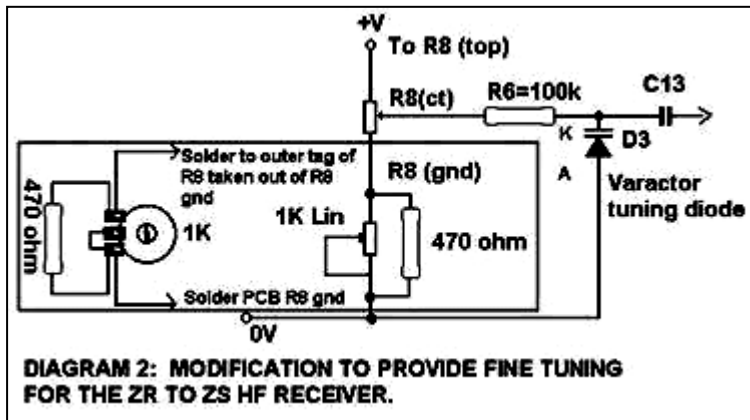 +V
To R8 (top)
R8(ct)
R6=100k
C13
K
D3
A
Varactor
tuning diode
Solder to outer tag of
R8 taken out of R8
gnd
R8 (gnd)
470 ohm
1K
1K Lin
470 ohm
Solder PCB R8 gnd
0V
DIAGRAM 2: MODIFICATION TO PROVIDE FINE TUNING
FOR THE ZR TO ZS HF RECEIVER.